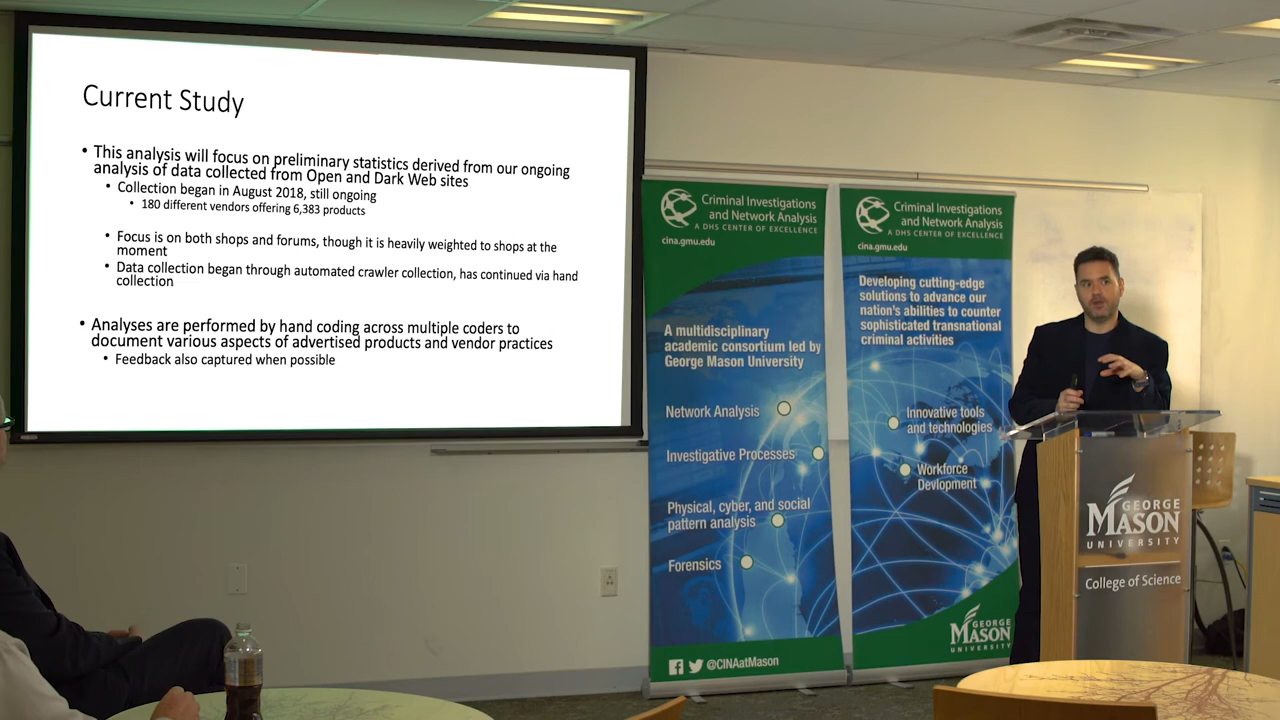 Current Study
• This analysis will focus on preliminary statistics derived from our ongoing
analysis of data collected from Open and Dark Web sites
• Collection began in August 2018, still ongoing
• 180 different vendors offering 6,383 products
• Focus is on both shops and forums, though it is heavily weighted to shops at the
moment
• Data collection began through automated crawler collection, has continued via hand
collection
• Analyses are performed by hand coding across multiple coders to
document various aspects of advertised products and vendor practices
• Feedback also captured when possible
Criminal Investigations
and Network Analysis
A DHS CENTER OF EXCELLENCE
cina.gmu.edu
A multidisciplinary
academic consortium led by
George Mason University
Network Analysis
Investigative Processes
Physical, cyber, and social
pattern analysis
Forensics
@CINAatMason
Criminal Investigations
and Network Analysis
A DHS CENTER OF EXCELLENCE
cina.gmu.edu
Developing cutting-edge
solutions to advance our
nation's abilities to counter
sophisticated transnational
criminal activities
Innovative tools
and technologies
Workforce
Devlopment
GEORGE
MASON
UNIVERSITY
GEORGE
MASON
UNIVERSITY
College of Science